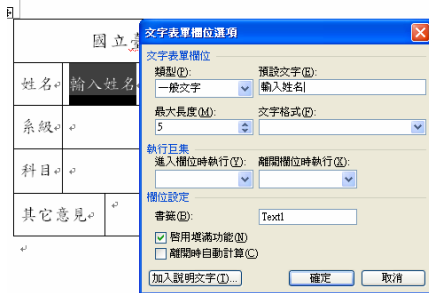 國立臺
姓名 輸入姓名
系級
科目
其它意見
文字表單欄位選項
文字表單欄位
類型(P): 預設文字(E):
一般文字 輸入姓名
最大長度(M): 文字格式(F):
5
執行巨集
進入欄位時執行(Y): 離開欄位時執行(X):
欄位設定
書籤(B): Text1
啟用填滿功能(N)
離開時自動計算(C)
加入說明文字(T)... 確定 取消